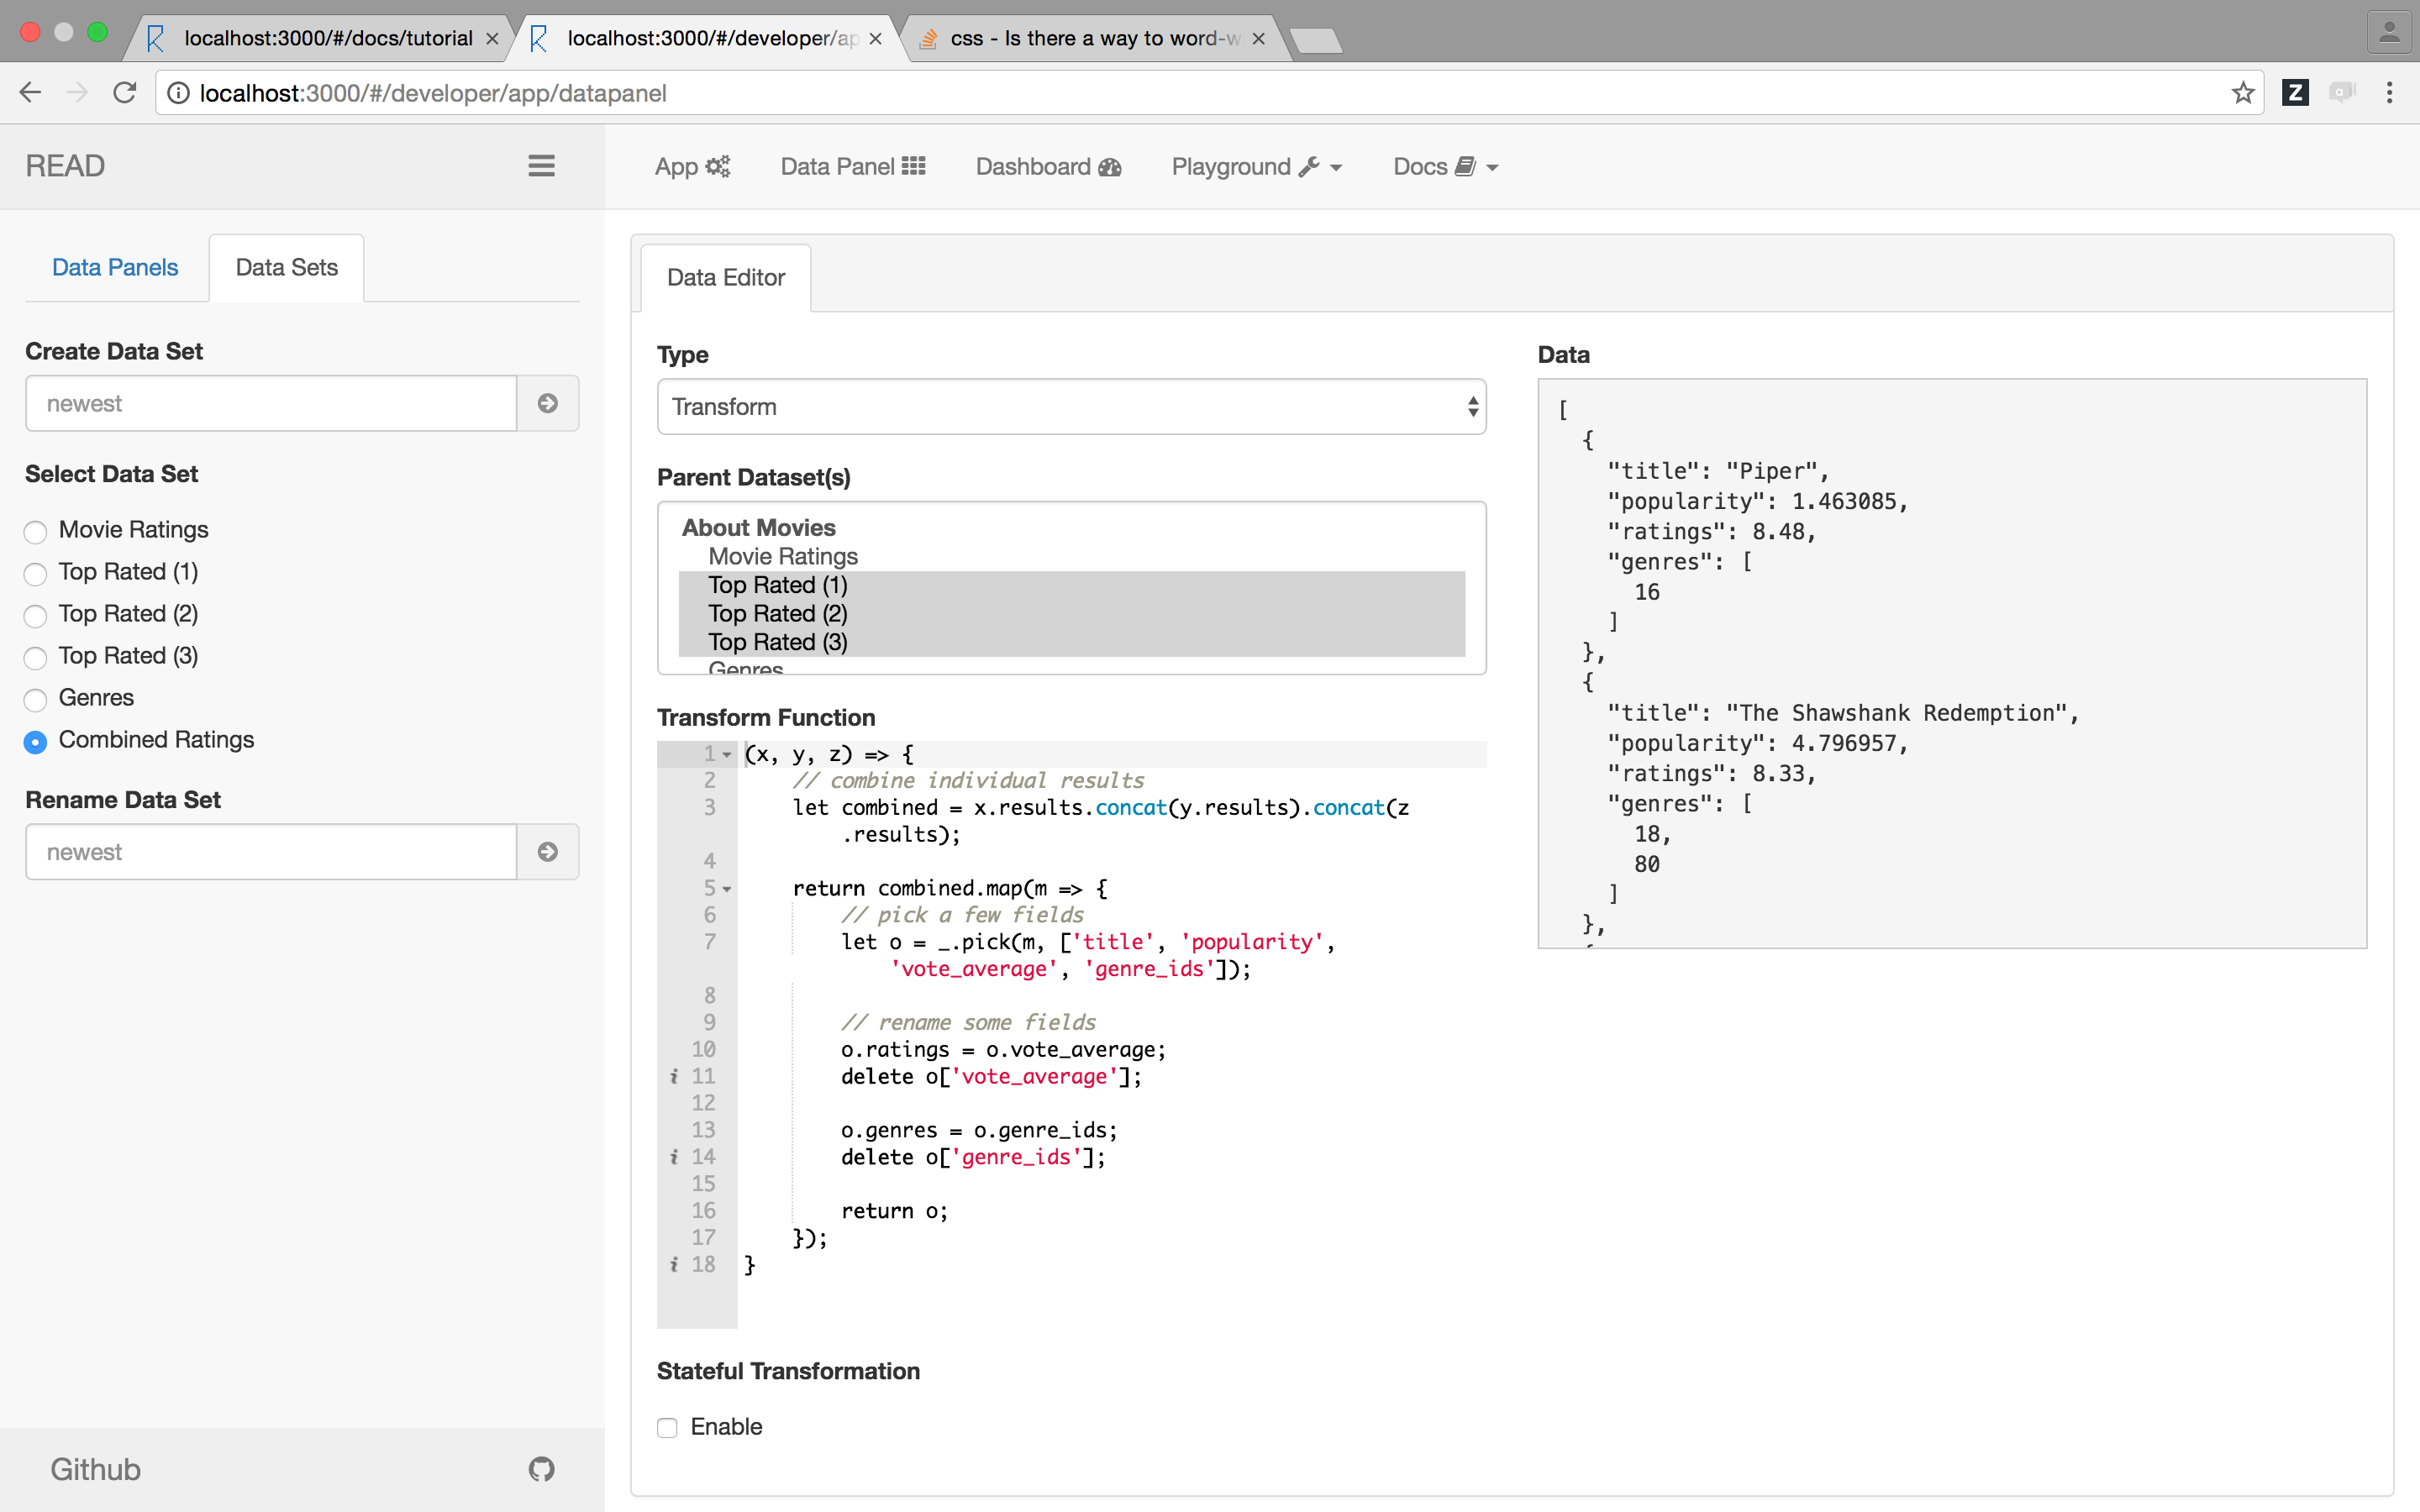 localhost:3000/#/docs/tutorial
localhost:3000/#/developer/ap
css - Is there a way to word-w
localhost:3000/#/developer/app/datapanel
READ
App
Data Panel
Dashboard
Playground
Docs
Data Panels
Data Sets
Create Data Set
newest
Select Data Set
Movie Ratings
Top Rated (1)
Top Rated (2)
Top Rated (3)
Genres
Combined Ratings
Rename Data Set
newest
Github
Data Editor
Type
Transform
Parent Dataset(s)
About Movies
Movie Ratings
Top Rated (1)
Top Rated (2)
Top Rated (3)
Genres
Transform Function
1 (x, y, z) => {
2 // combine individual results
3 let combined = x.results.concat(y.results).concat(z
.results);
4
5 return combined.map(m => {
6 // pick a few fields
7 let o = _.pick(m, ['title', 'popularity',
'vote_average', 'genre_ids']);
8
9 // rename some fields
10 o.ratings = o.vote_average;
i 11 delete o['vote_average'];
12
13 o.genres = o.genre_ids;
i 14 delete o['genre_ids'];
15
16 return o;
17 });
i 18 }
Stateful Transformation
Enable
Data
[
{
"title": "Piper",
"popularity": 1.463085,
"ratings": 8.48,
"genres": [
16
]
},
{
"title": "The Shawshank Redemption",
"popularity": 4.796957,
"ratings": 8.33,
"genres": [
18,
80
]
},